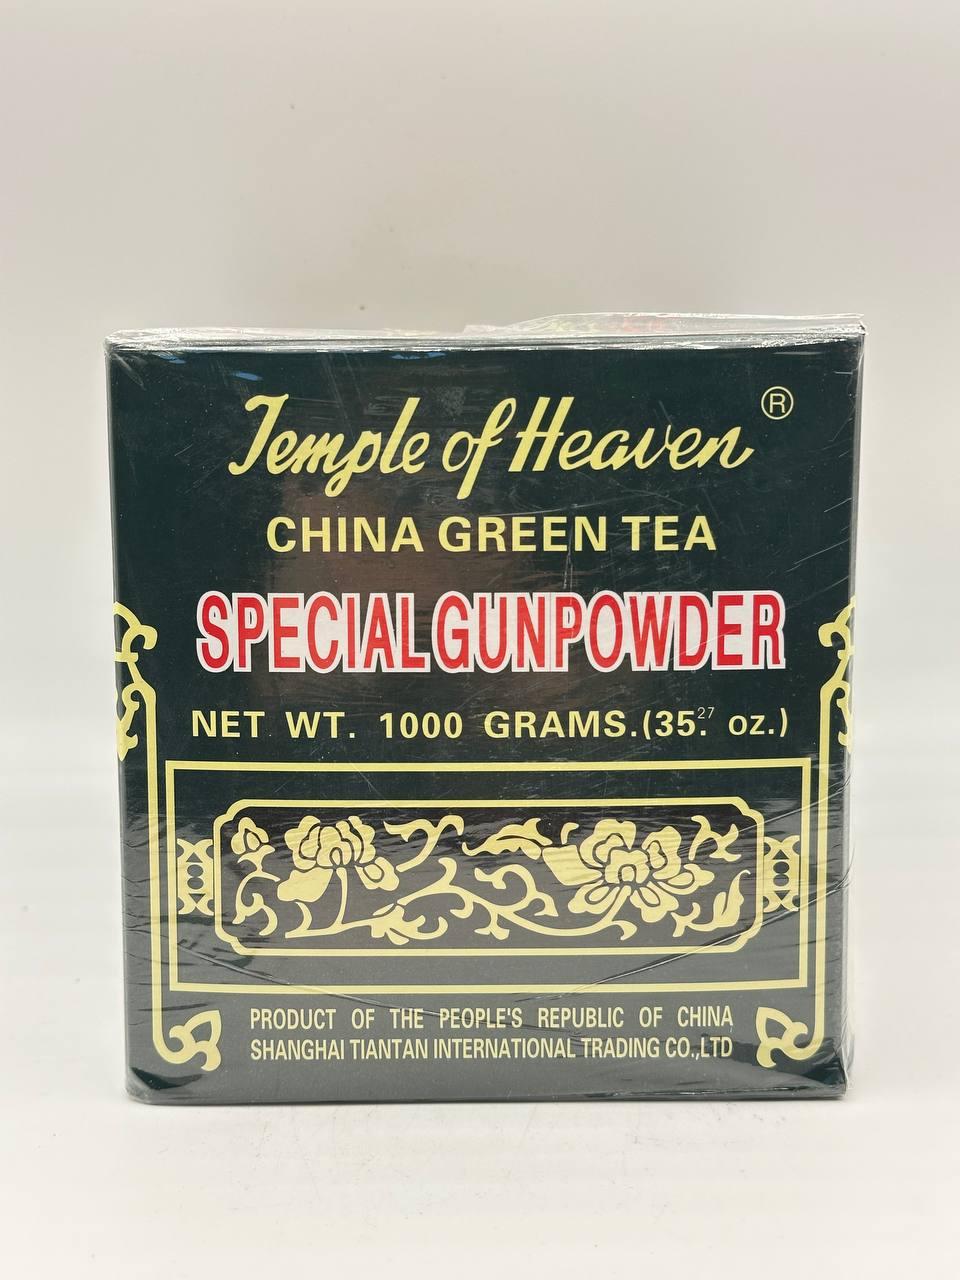 Temple of Heaven ®
CHINA GREEN TEA
SPECIAL GUNPOWDER
NET WT. 1000 GRAMS.(35.27 oz.)
PRODUCT OF THE PEOPLE'S REPUBLIC OF CHINA
SHANGHAI TIANTAN INTERNATIONAL TRADING CO.,LTD